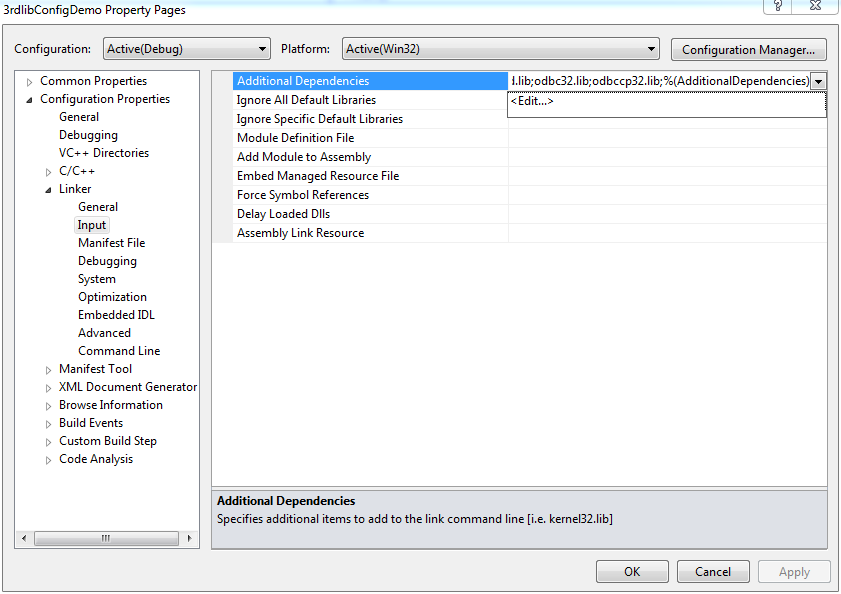 3rdlibConfigDemo Property Pages
?
Configuration: Active(Debug) Platform: Active(Win32) Configuration Manager...
Common Properties
Configuration Properties
General
Debugging
VC++ Directories
C/C++
Linker
General
Input
Manifest File
Debugging
System
Optimization
Embedded IDL
Advanced
Command Line
Manifest Tool
XML Document Generator
Browse Information
Build Events
Custom Build Step
Code Analysis
Additional Dependencies .lib;odbc32.lib;odbccp32.lib;%(AdditionalDependencies)
Ignore All Default Libraries <Edit...>
Ignore Specific Default Libraries
Module Definition File
Add Module to Assembly
Embed Managed Resource File
Force Symbol References
Delay Loaded Dlls
Assembly Link Resource
Additional Dependencies
Specifies additional items to add to the link command line [i.e. kernel32.lib]
OK Cancel Apply